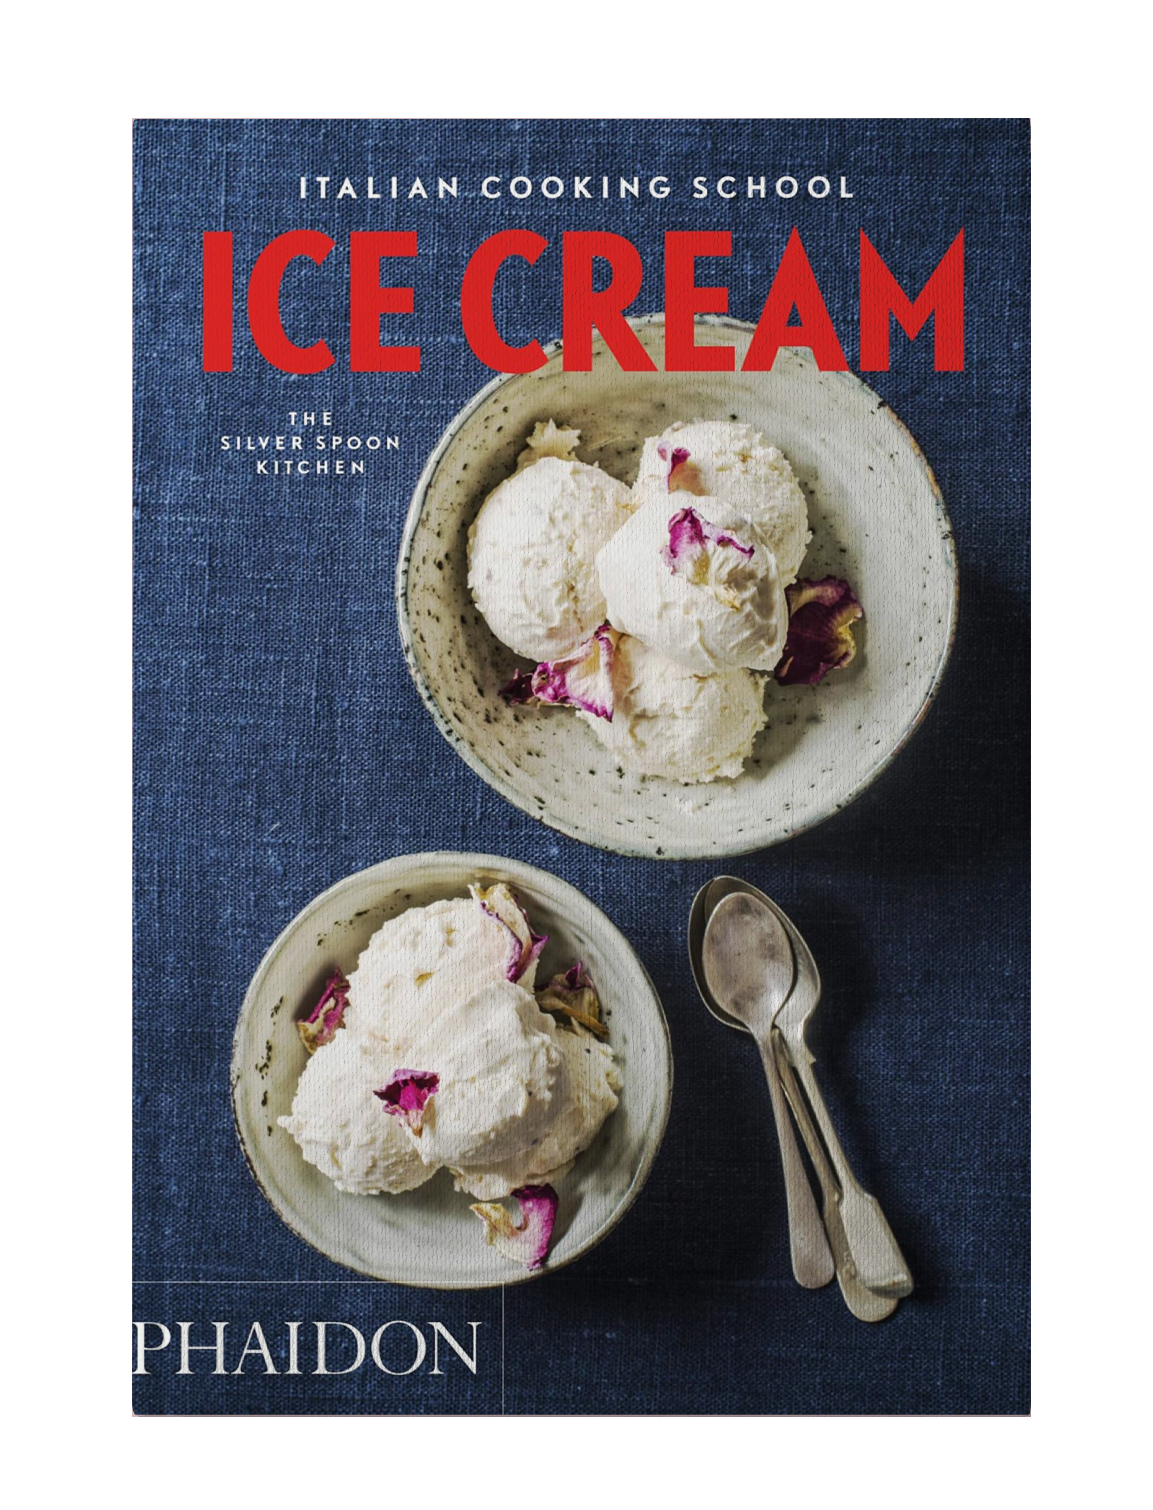 ITALIAN COOKING SCHOOL
ICE CREAM
THE
SILVER SPOON
KITCHEN
PHAIDON